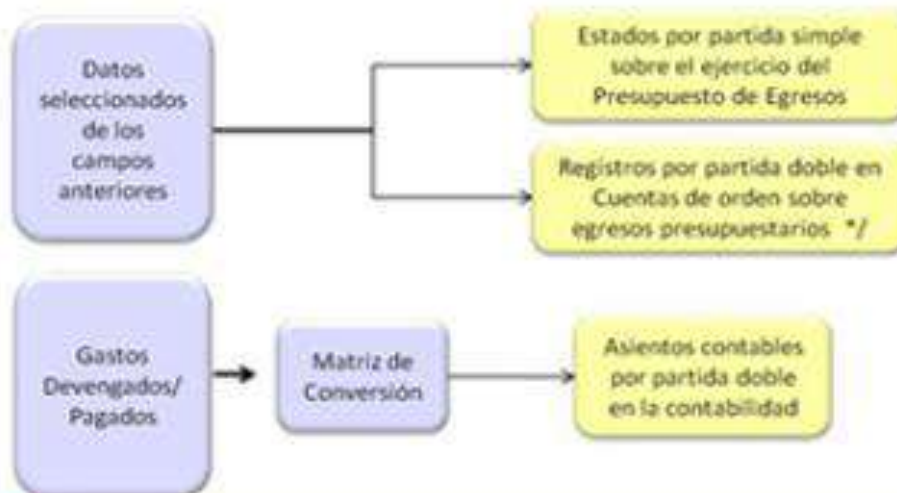 Datos
seleccionados
de los
campos
anteriores
Estados por partida simple
sobre el ejercicio del
Presupuesto de Egresos
Registros por partida doble en
Cuentas de orden sobre
egresos presupuestarios */
Gastos
Devengados/
Pagados
Matriz de
Conversión
Asientos contables
por partida doble
en la contabilidad